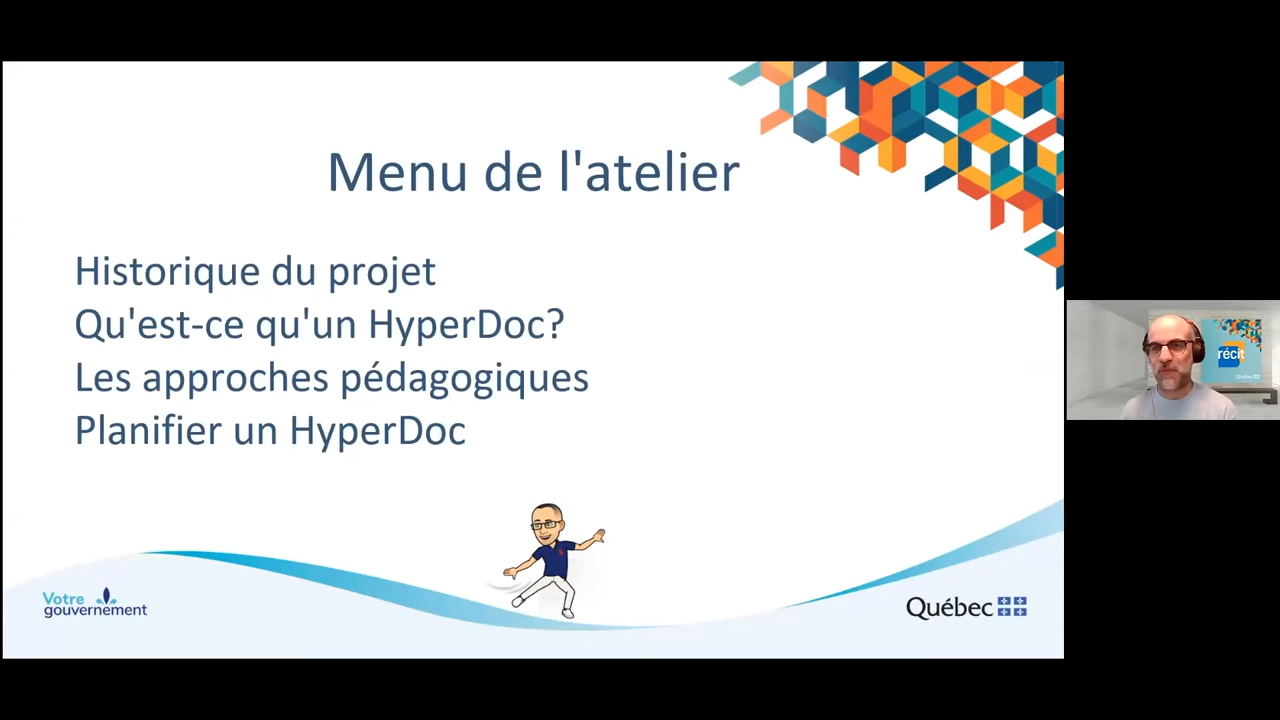 Menu de l'atelier
Historique du projet
Qu'est-ce qu'un HyperDoc?
Les approches pédagogiques
Planifier un HyperDoc
Votre
gouvernement
Québec
récit
Québec